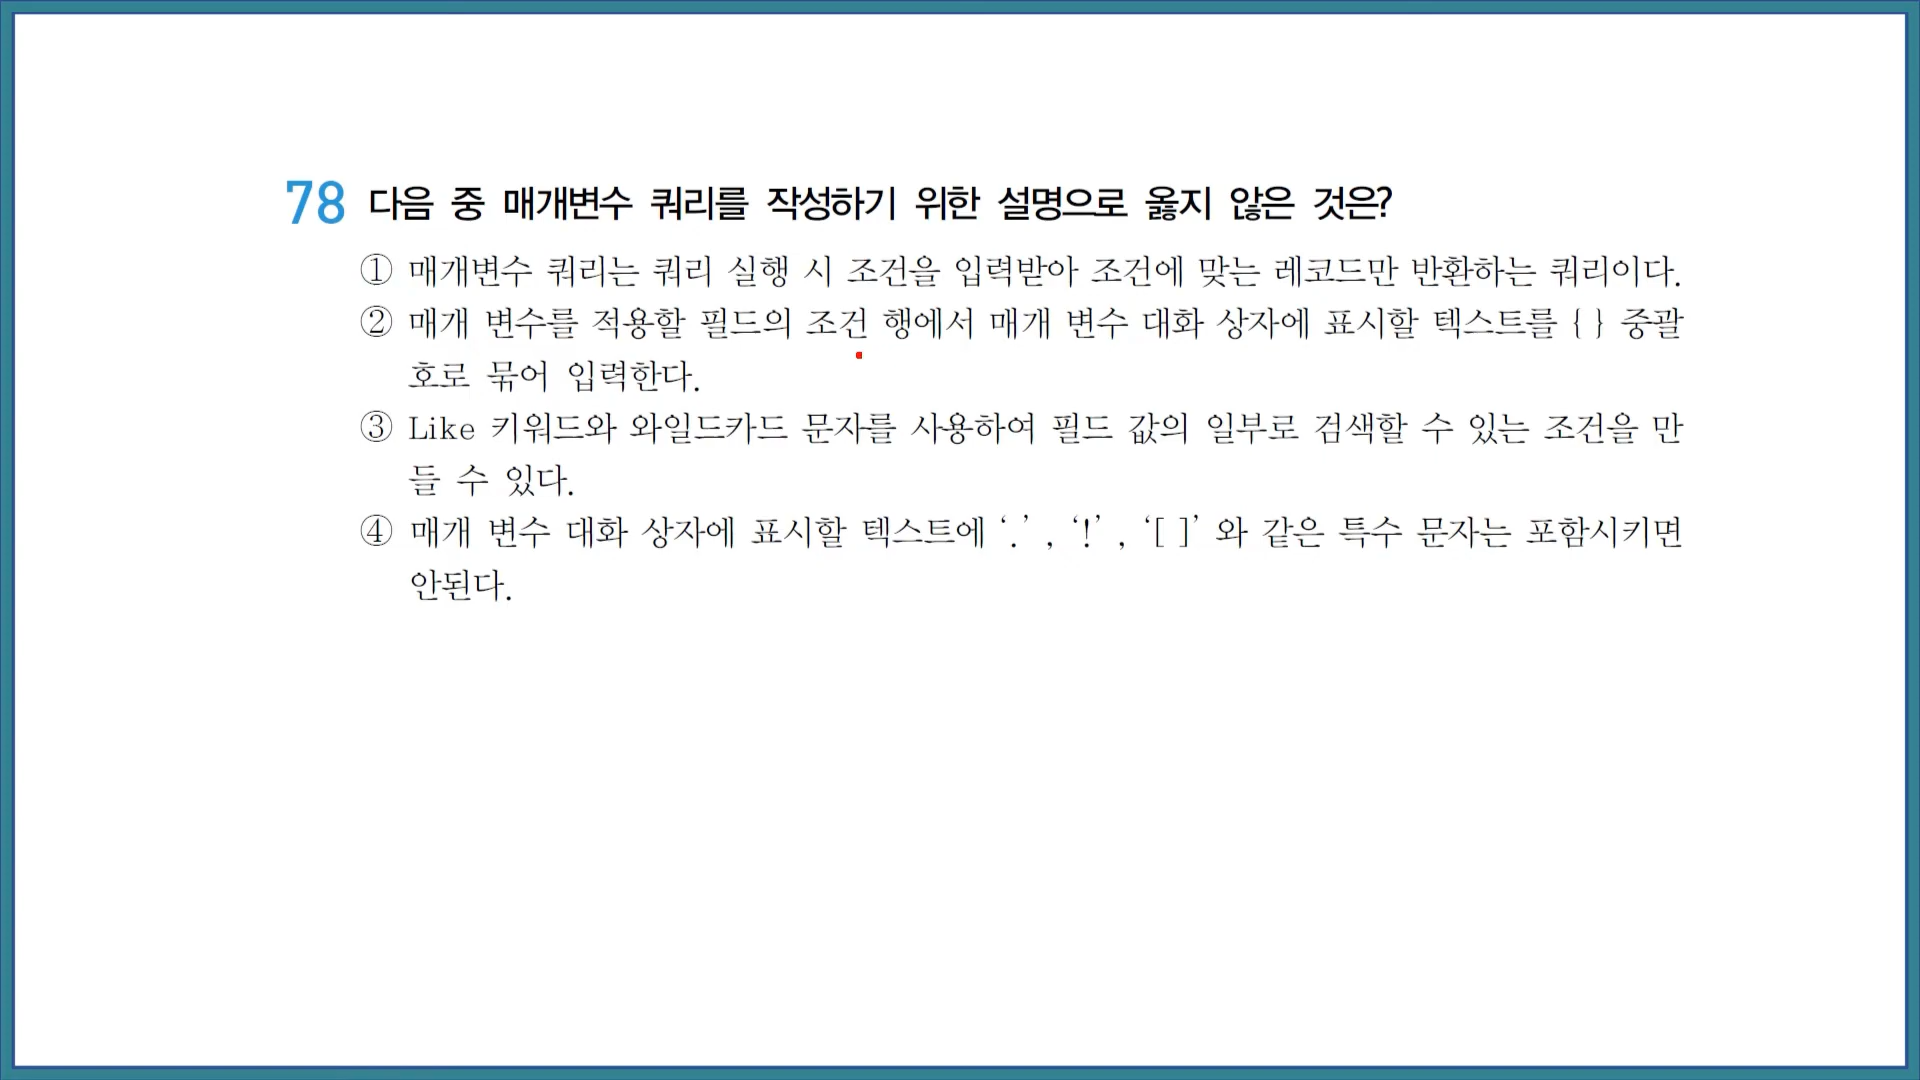 78 다음 중 매개변수 쿼리를 작성하기 위한 설명으로 옳지 않은 것은?
① 매개변수 쿼리는 쿼리 실행 시 조건을 입력받아 조건에 맞는 레코드만 반환하는 쿼리이다.
② 매개 변수를 적용할 필드의 조건 행에서 매개 변수 대화 상자에 표시할 텍스트를 { } 중괄
호로 묶어 입력한다.
③ Like 키워드와 와일드카드 문자를 사용하여 필드 값의 일부로 검색할 수 있는 조건을 만
들 수 있다.
④ 매개 변수 대화 상자에 표시할 텍스트에 ‘.’ , ‘!’ , ‘[ ]’ 와 같은 특수 문자는 포함시키면
안된다.